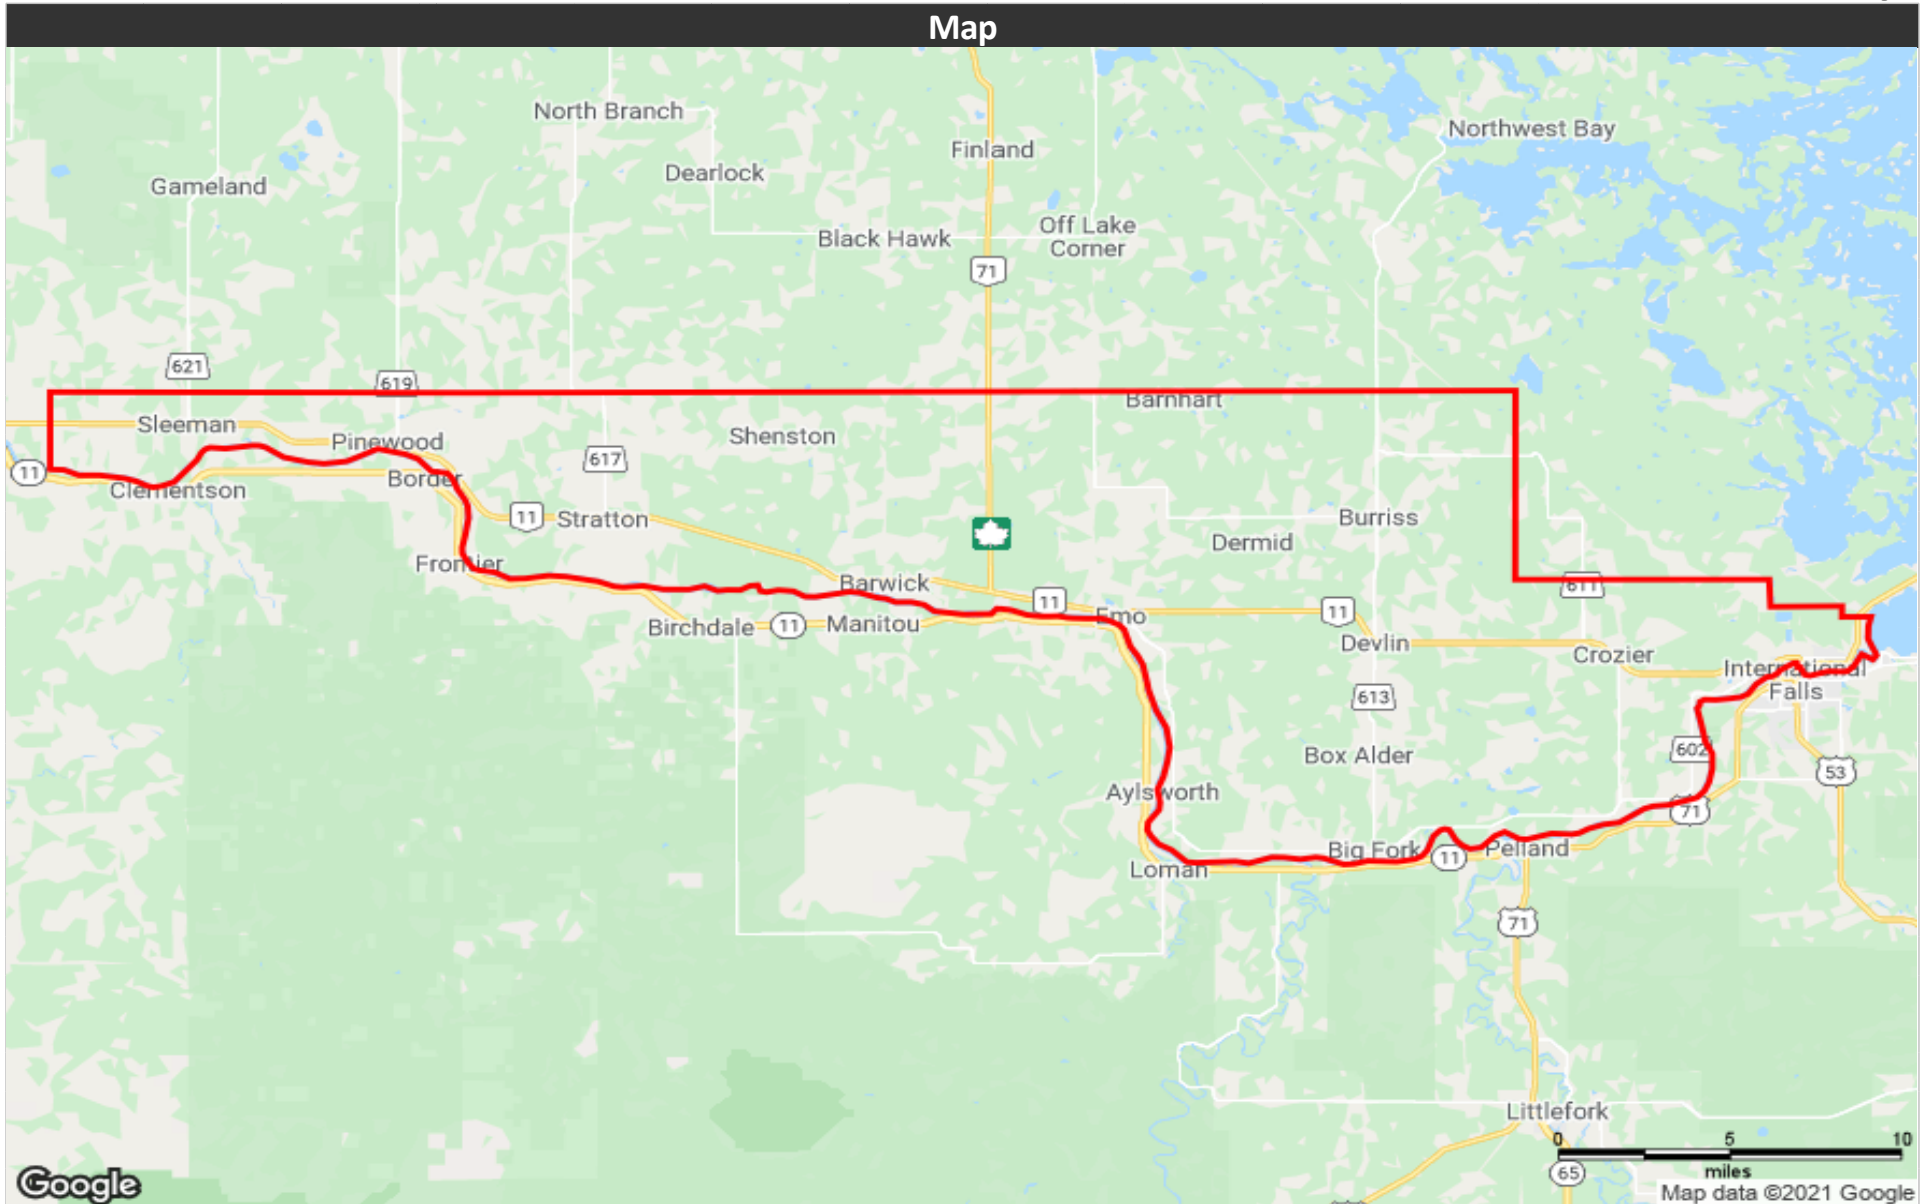 Map
North Branch
Northwest Bay
Finland
Dearlock
Gameland
Off Lake
Corner
Black Hawk
71
621
619
Barnhart
Sleeman
Shenston
Pinewood
617
11
Border
Clementson
11
Stratton
Burriss
Dermid
Frontier
Barwick
611
11
11
Emo
Birchdale
11
Manitou
Devlin
Crozier
International
Falls
613
602
Box Alder
53
Aylsworth
71
Big Fork
11
Pelland
Loman
71
Littlefork
0 5 10
miles
65
Google
Map data ©2021 Google